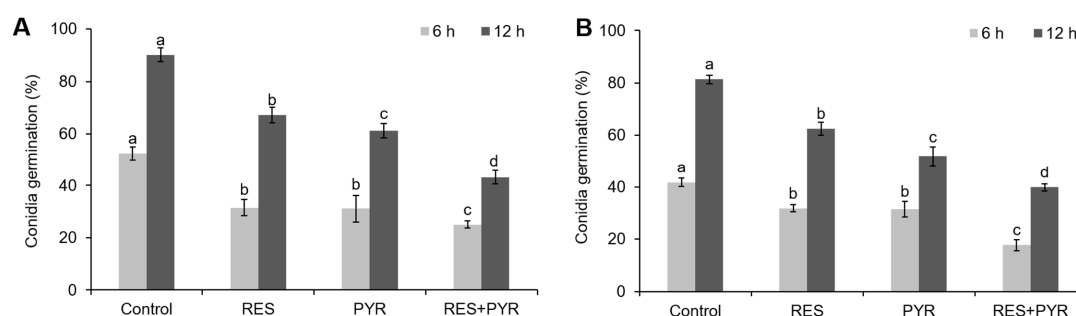 A
Conidia germination (%)
100
80
60
40
20
0
6 h 12 h
a a
b b
b c
c d
Control RES PYR RES+PYR
B
Conidia germination (%)
100
80
60
40
20
0
6 h 12 h
a a
b b
b c
c d
Control RES PYR RES+PYR